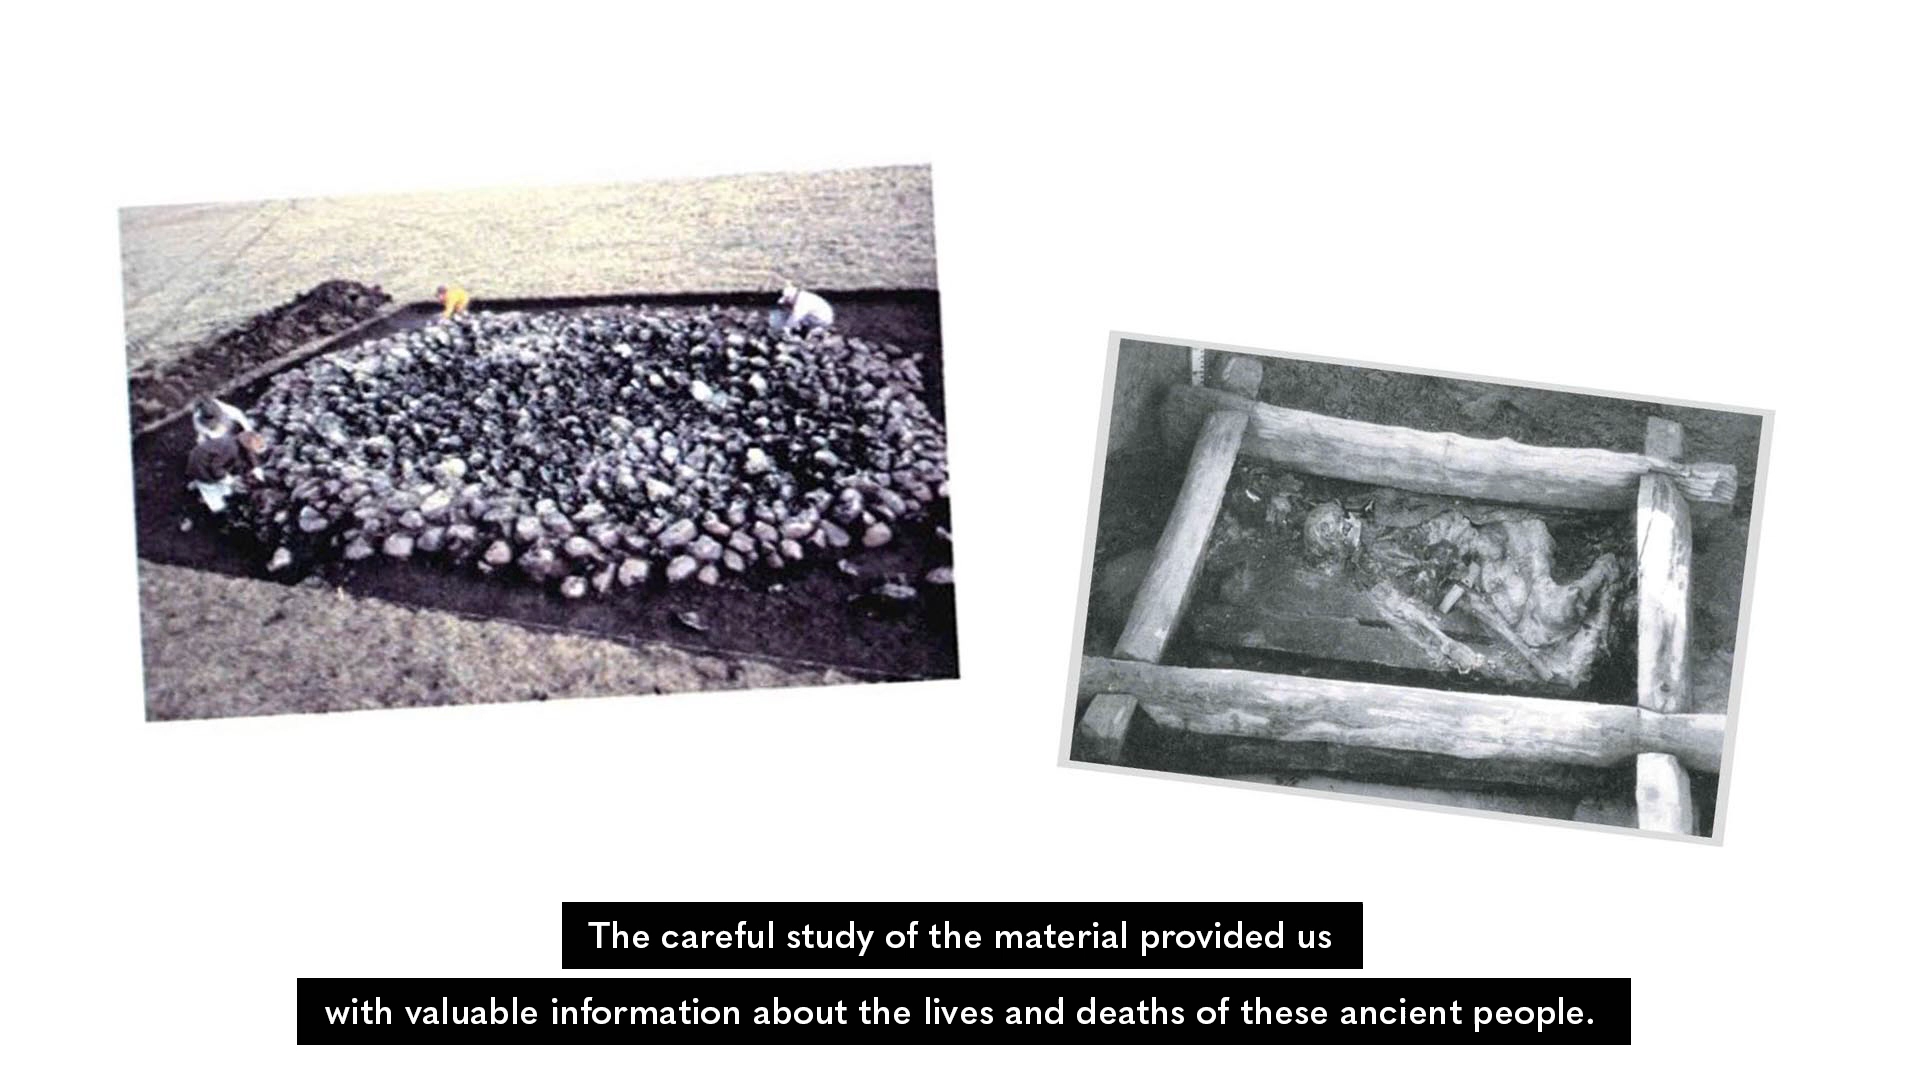 The careful study of the material provided us
with valuable information about the lives and deaths of these ancient people.